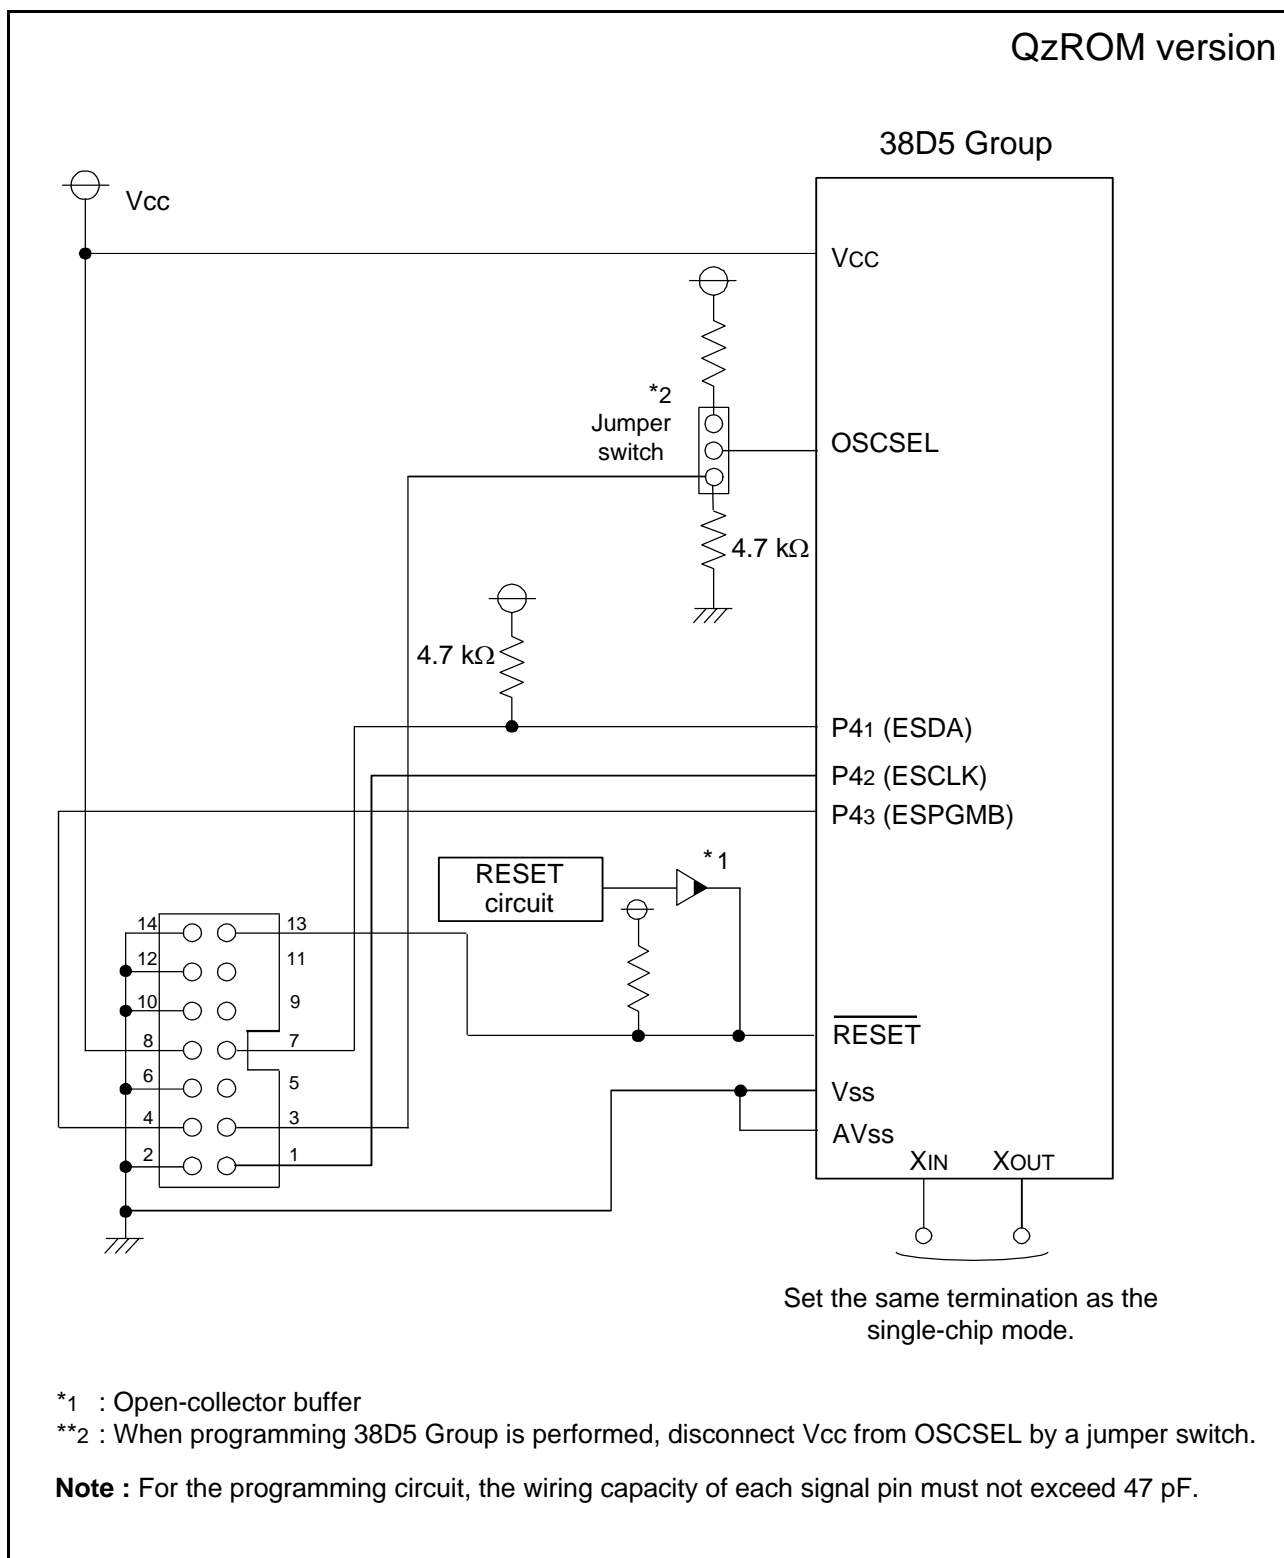 QzROM version
38D5 Group
Vcc
VCC
*2
Jumper
switch
OSCSEL
4.7 kΩ
4.7 kΩ
P41 (ESDA)
P42 (ESCLK)
P43 (ESPGMB)
RESET
circuit
*1
14
13
12
11
10
9
8
7
6
5
4
3
2
1
RESET
Vss
AVss
XIN
XOUT
Set the same termination as the
single-chip mode.
*1 : Open-collector buffer
**2 : When programming 38D5 Group is performed, disconnect Vcc from OSCSEL by a jumper switch.
Note : For the programming circuit, the wiring capacity of each signal pin must not exceed 47 pF.